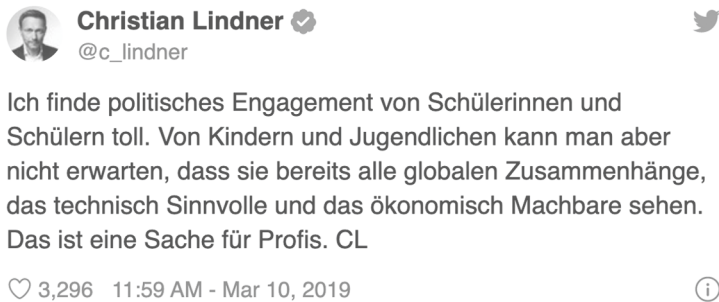 Christian Lindner
@c_lindner
Ich finde politisches Engagement von Schülerinnen und
Schülern toll. Von Kindern und Jugendlichen kann man aber
nicht erwarten, dass sie bereits alle globalen Zusammenhänge,
das technisch Sinnvolle und das ökonomisch Machbare sehen.
Das ist eine Sache für Profis. CL
3,296 11:59 AM - Mar 10, 2019